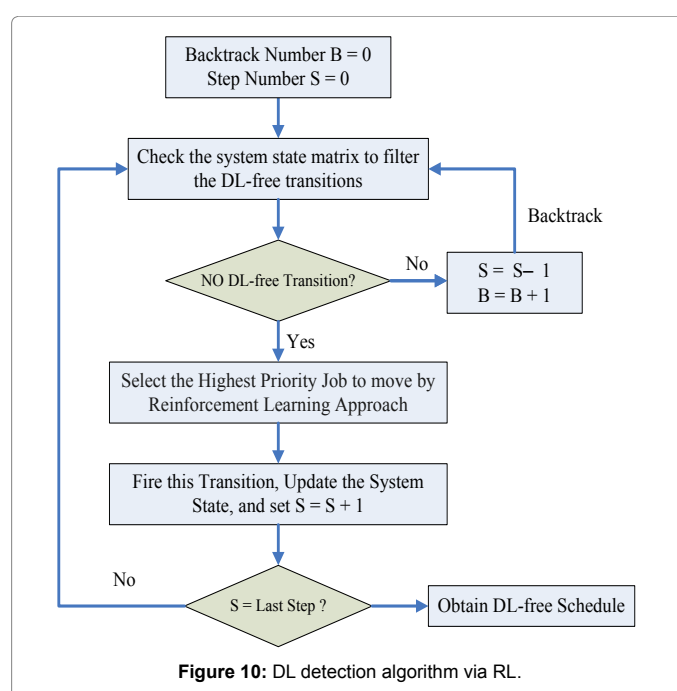 Backtrack Number B = 0
Step Number S = 0
Check the system state matrix to filter
the DL-free transitions
Backtrack
NO DL-free Transition?
No
S = S– 1
B = B + 1
Yes
Select the Highest Priority Job to move by
Reinforcement Learning Approach
Fire this Transition, Update the System
State, and set S = S + 1
No
S = Last Step ?
Obtain DL-free Schedule
Figure 10: DL detection algorithm via RL.